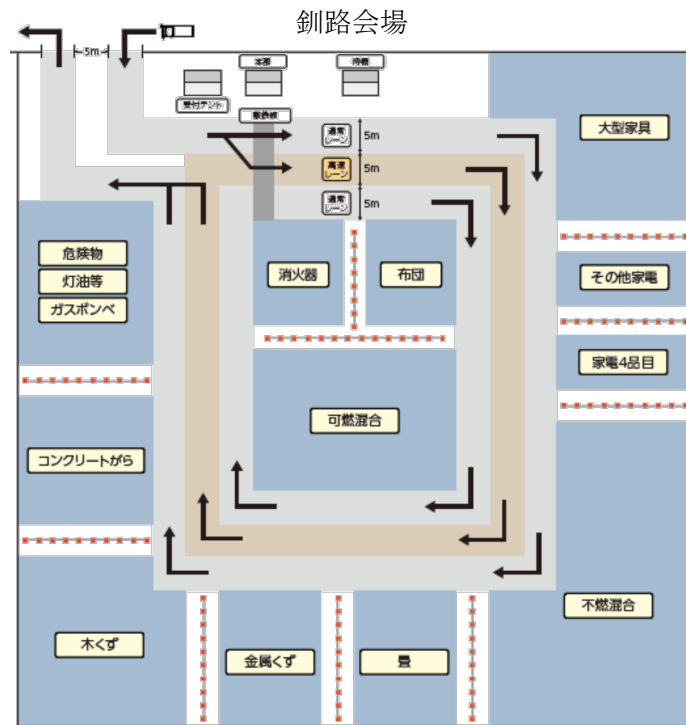 釧路会場
5m
本部
待機
受付テント
敷鉄板
通常
レーン
5m
高速
レーン
5m
通常
レーン
5m
大型家具
危険物
灯油等
ガスボンベ
消火器
布団
その他家電
家電4品目
可燃混合
コンクリートがら
不燃混合
木くず
金属くず
畳